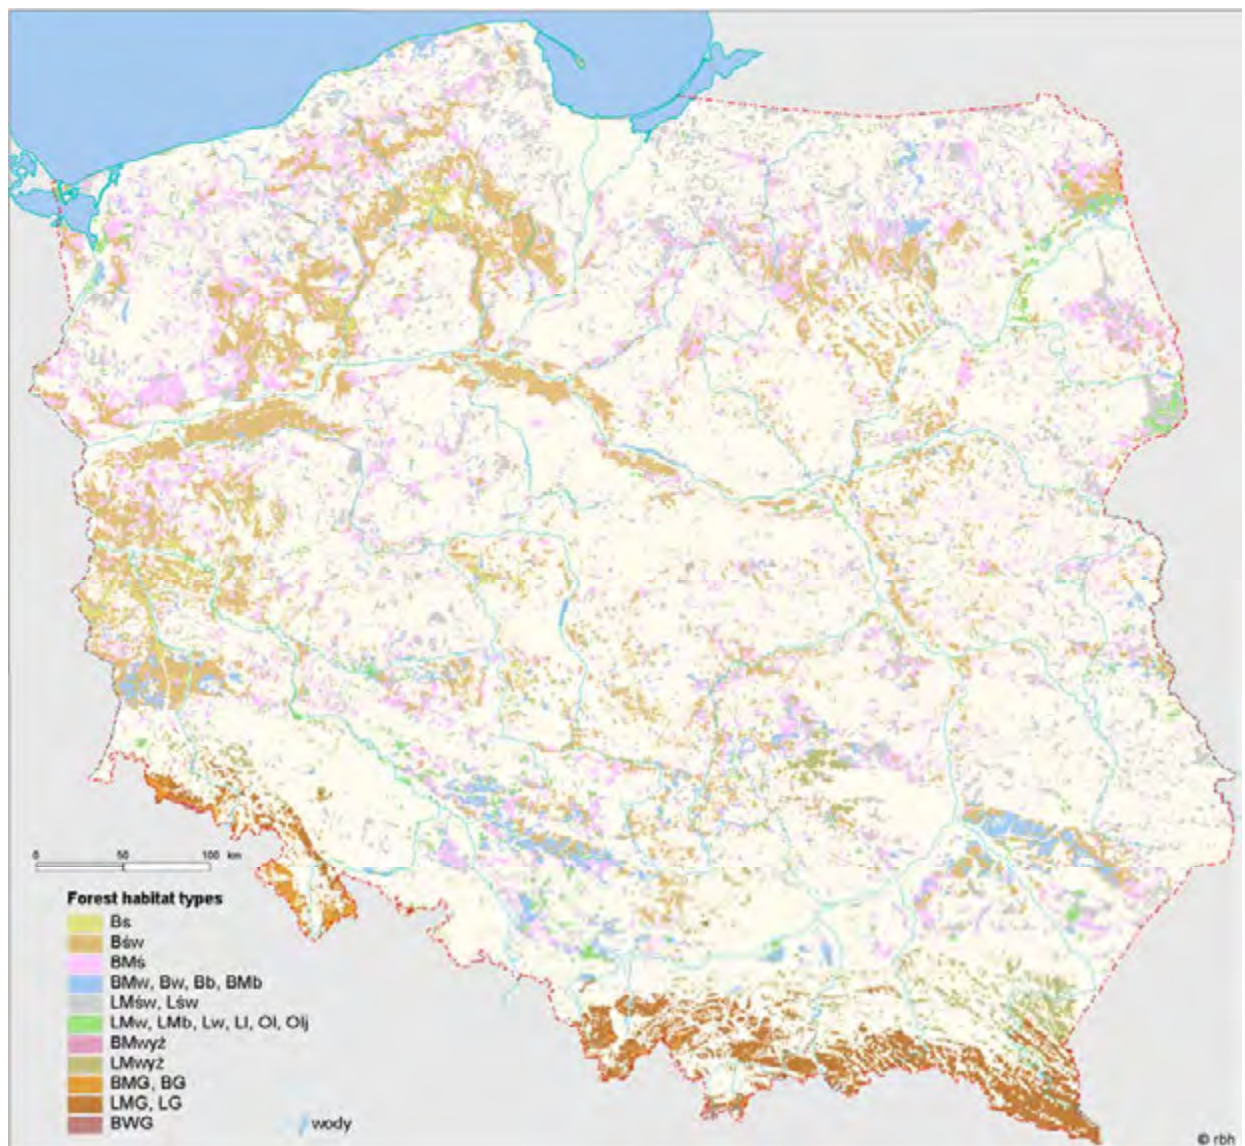 0 50 100 km
Forest habitat types
Bs
Bśw
BMś
BMw, Bw, Bb, BMb
LMśw, Lśw
LMw, LMb, Lw, Ll, Ol, Olj
BMwyż
LMwyż
BMG, BG
LMG, LG
BWG
wody
© rbh